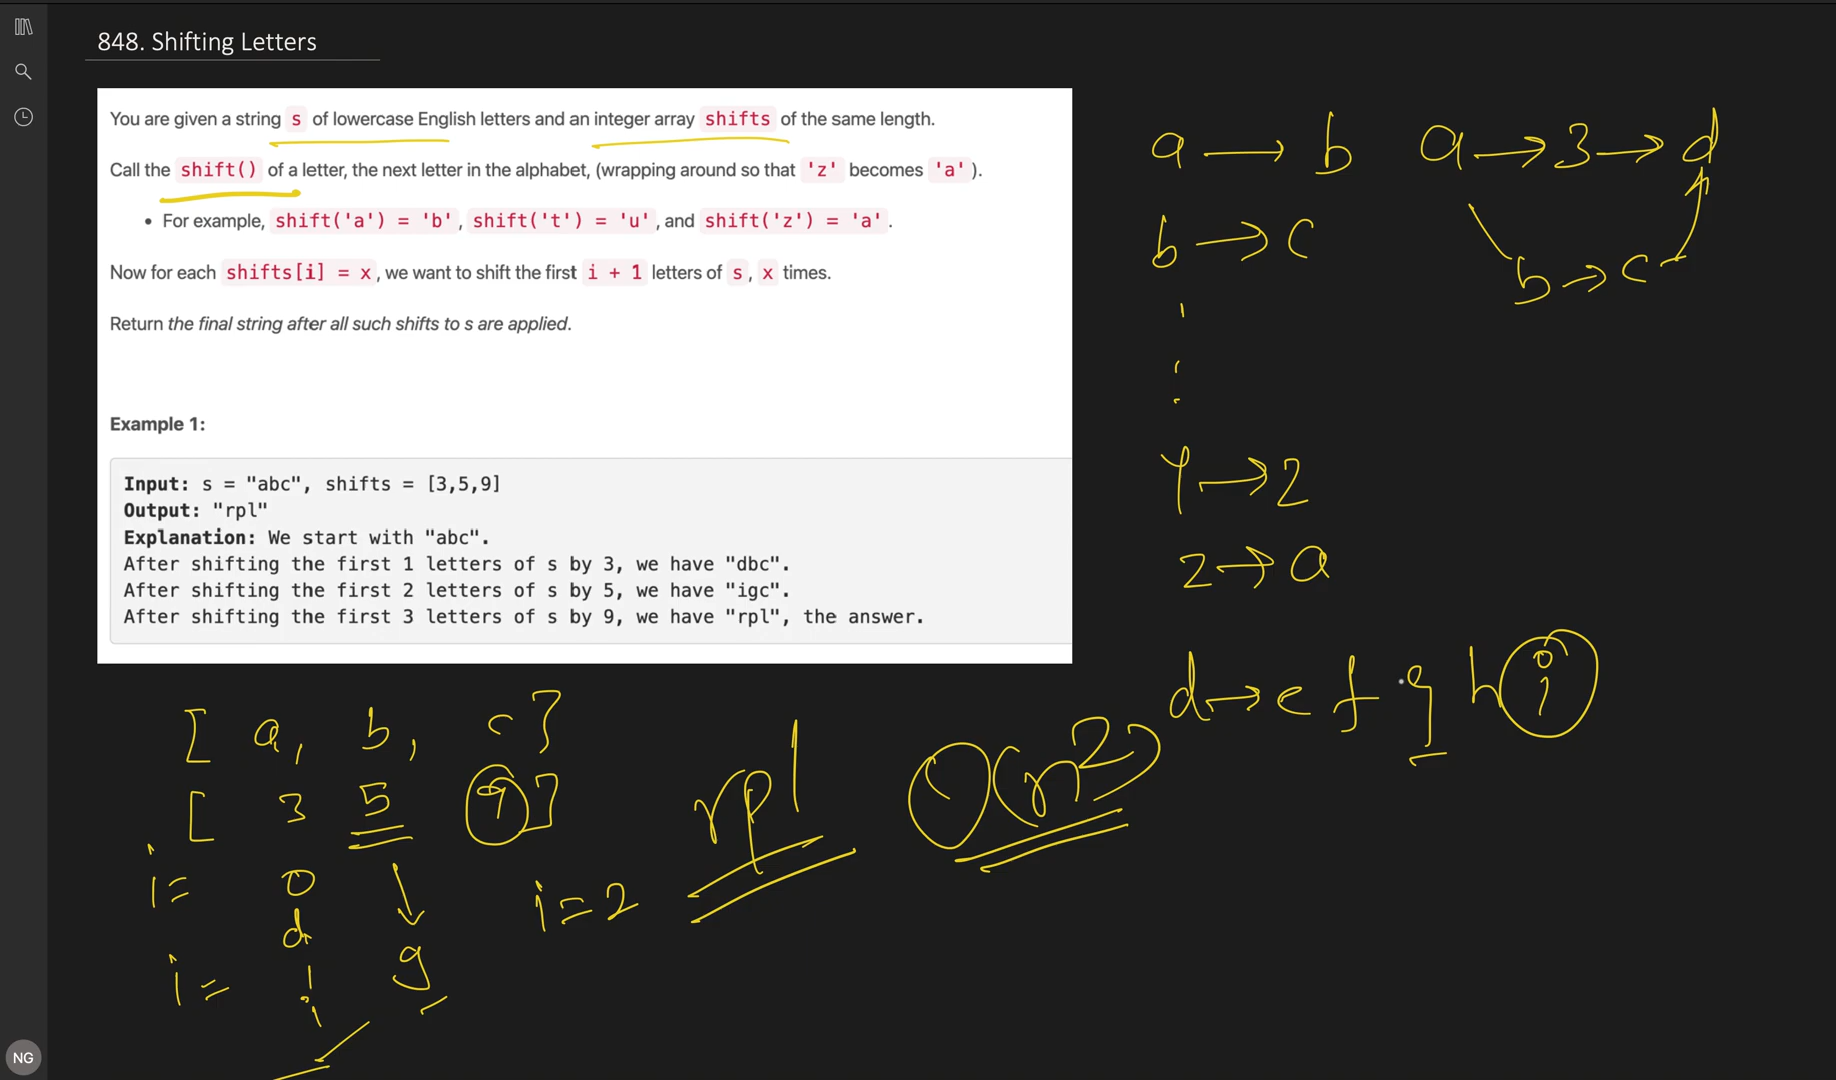 848. Shifting Letters
You are given a string s of lowercase English letters and an integer array shifts of the same length.
Call the shift() of a letter, the next letter in the alphabet, (wrapping around so that 'z' becomes 'a' ).
• For example, shift('a') = 'b' , shift('t') = 'u' , and shift('z') = 'a' .
Now for each shifts[i] = x , we want to shift the first i + 1 letters of s , x times.
Return the final string after all such shifts to s are applied.
Example 1:
Input: s = "abc", shifts = [3,5,9]
Output: "rpl"
Explanation: We start with "abc".
After shifting the first 1 letters of s by 3, we have "dbc".
After shifting the first 2 letters of s by 5, we have "igc".
After shifting the first 3 letters of s by 9, we have "rpl", the answer.
a → b
a → 3 → d
b → c
b → c
Y → z
z → a
d → e f g h i
[ a, b, c ]
[ 3 5 9 ]
rpl
O(n2)
i = 0
i = 2
d
g
i = 1
i
NG